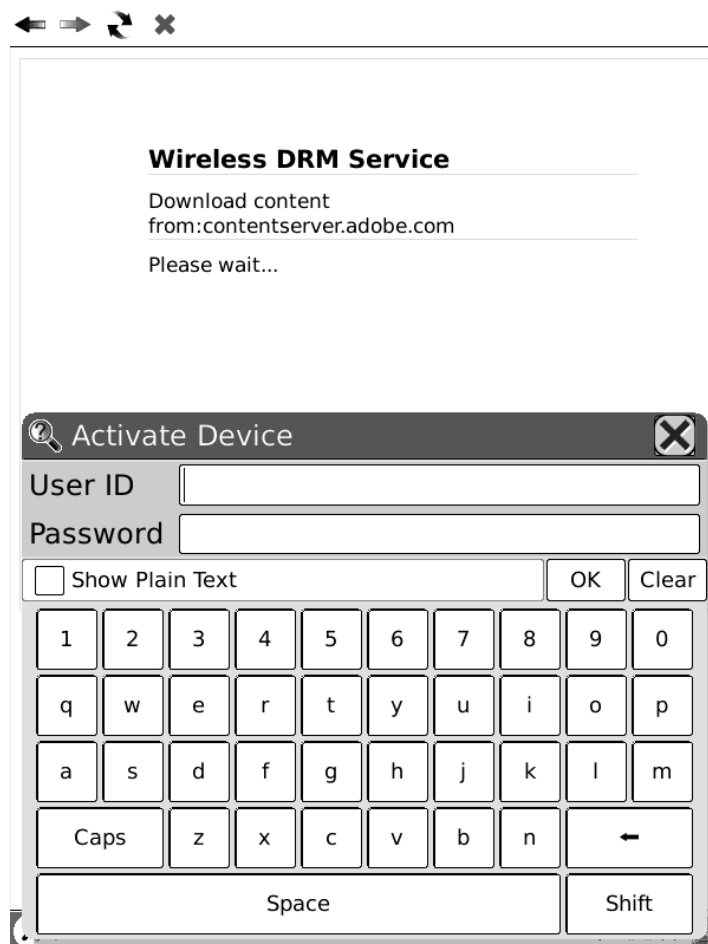 Wireless DRM Service
Download content
from:contentserver.adobe.com
Please wait...
Activate Device
User ID
Password
Show Plain Text OK Clear
1 2 3 4 5 6 7 8 9 0
q w e r t y u i o p
a s d f g h j k l m
Caps z x c v b n
Space Shift